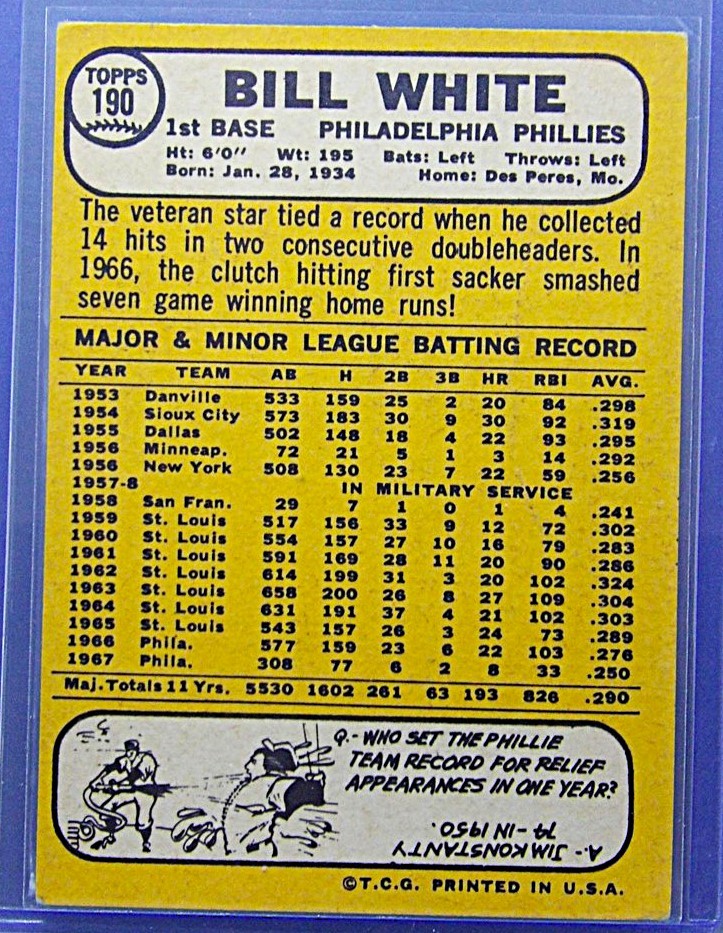 TOPPS
190
BILL WHITE
1st BASE PHILADELPHIA PHILLIES
Ht: 6'0" Wt: 195 Bats: Left Throws: Left
Born: Jan. 28, 1934 Home: Des Peres, Mo.
The veteran star tied a record when he collected
14 hits in two consecutive doubleheaders. In
1966, the clutch hitting first sacker smashed
seven game winning home runs!
MAJOR & MINOR LEAGUE BATTING RECORD
YEAR TEAM AB H 2B 3B HR RBI AVG.
1953 Danville 533 159 25 2 20 84 .298
1954 Sioux City 573 183 30 9 30 92 .319
1955 Dallas 502 148 18 4 22 93 .295
1956 Minneap. 72 21 5 1 3 14 .292
1956 New York 508 130 23 7 22 59 .256
1957-8 IN MILITARY SERVICE
1958 San Fran. 29 7 1 0 1 4 .241
1959 St. Louis 517 156 33 9 12 72 .302
1960 St. Louis 554 157 27 10 16 79 .283
1961 St. Louis 591 169 28 11 20 90 .286
1962 St. Louis 614 199 31 3 20 102 .324
1963 St. Louis 658 200 26 8 27 109 .304
1964 St. Louis 631 191 37 4 21 102 .303
1965 St. Louis 543 157 26 3 24 73 .289
1966 Phila. 577 159 23 6 22 103 .276
1967 Phila. 308 77 6 2 8 33 .250
Maj. Totals 11 Yrs. 5530 1602 261 63 193 826 .290
Q.- WHO SET THE PHILLIE
TEAM RECORD FOR RELIEF
APPEARANCES IN ONE YEAR?
A.- JIM KONSTANTY
74 - IN 1950.
©T.C.G. PRINTED IN U.S.A.